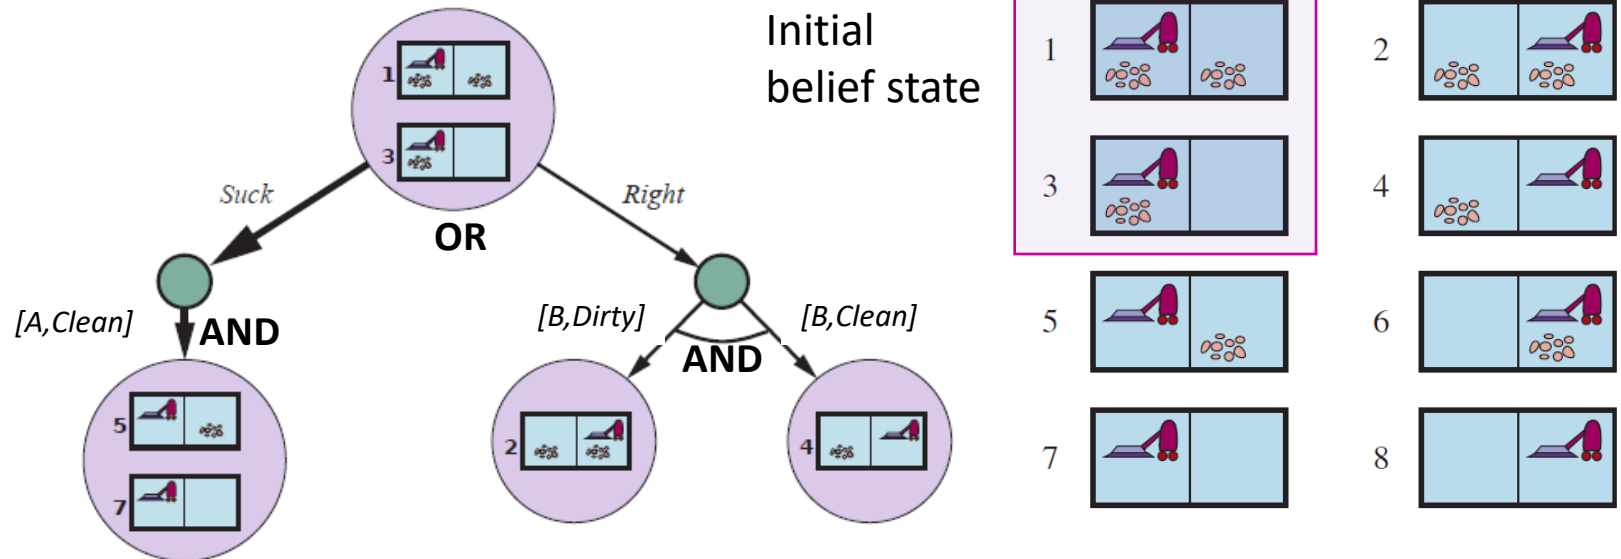 Initial
belief state
1
3
Suck
Right
OR
[A,Clean]
AND
[B,Dirty]
[B,Clean]
AND
5
7
2
4
1
2
3
4
5
6
7
8